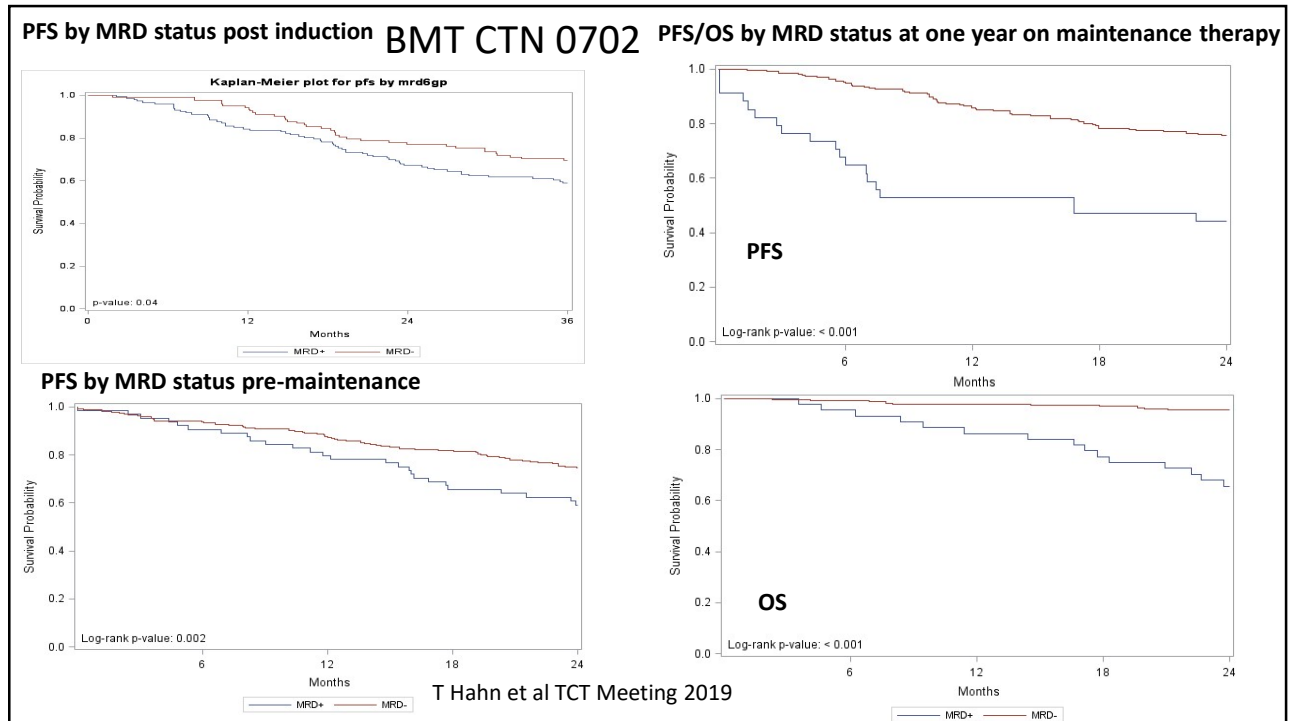 PFS by MRD status post induction
BMT CTN 0702
PFS/OS by MRD status at one year on maintenance therapy
Kaplan-Meier plot for pfs by mrd6gp
Survival Probability
1.0
0.8
0.6
0.4
0.2
0.0
p-value: 0.04
0
12
24
36
Months
MRD+
MRD-
Survival Probability
1.0
0.8
0.6
0.4
0.2
0.0
PFS
Log-rank p-value: < 0.001
6
12
18
24
Months
PFS by MRD status pre-maintenance
Survival Probability
1.0
0.8
0.6
0.4
0.2
0.0
Log-rank p-value: 0.002
6
12
18
24
Months
MRD+
MRD-
Survival Probability
1.0
0.8
0.6
0.4
0.2
0.0
OS
Log-rank p-value: < 0.001
6
12
18
24
Months
MRD+
MRD-
T Hahn et al TCT Meeting 2019